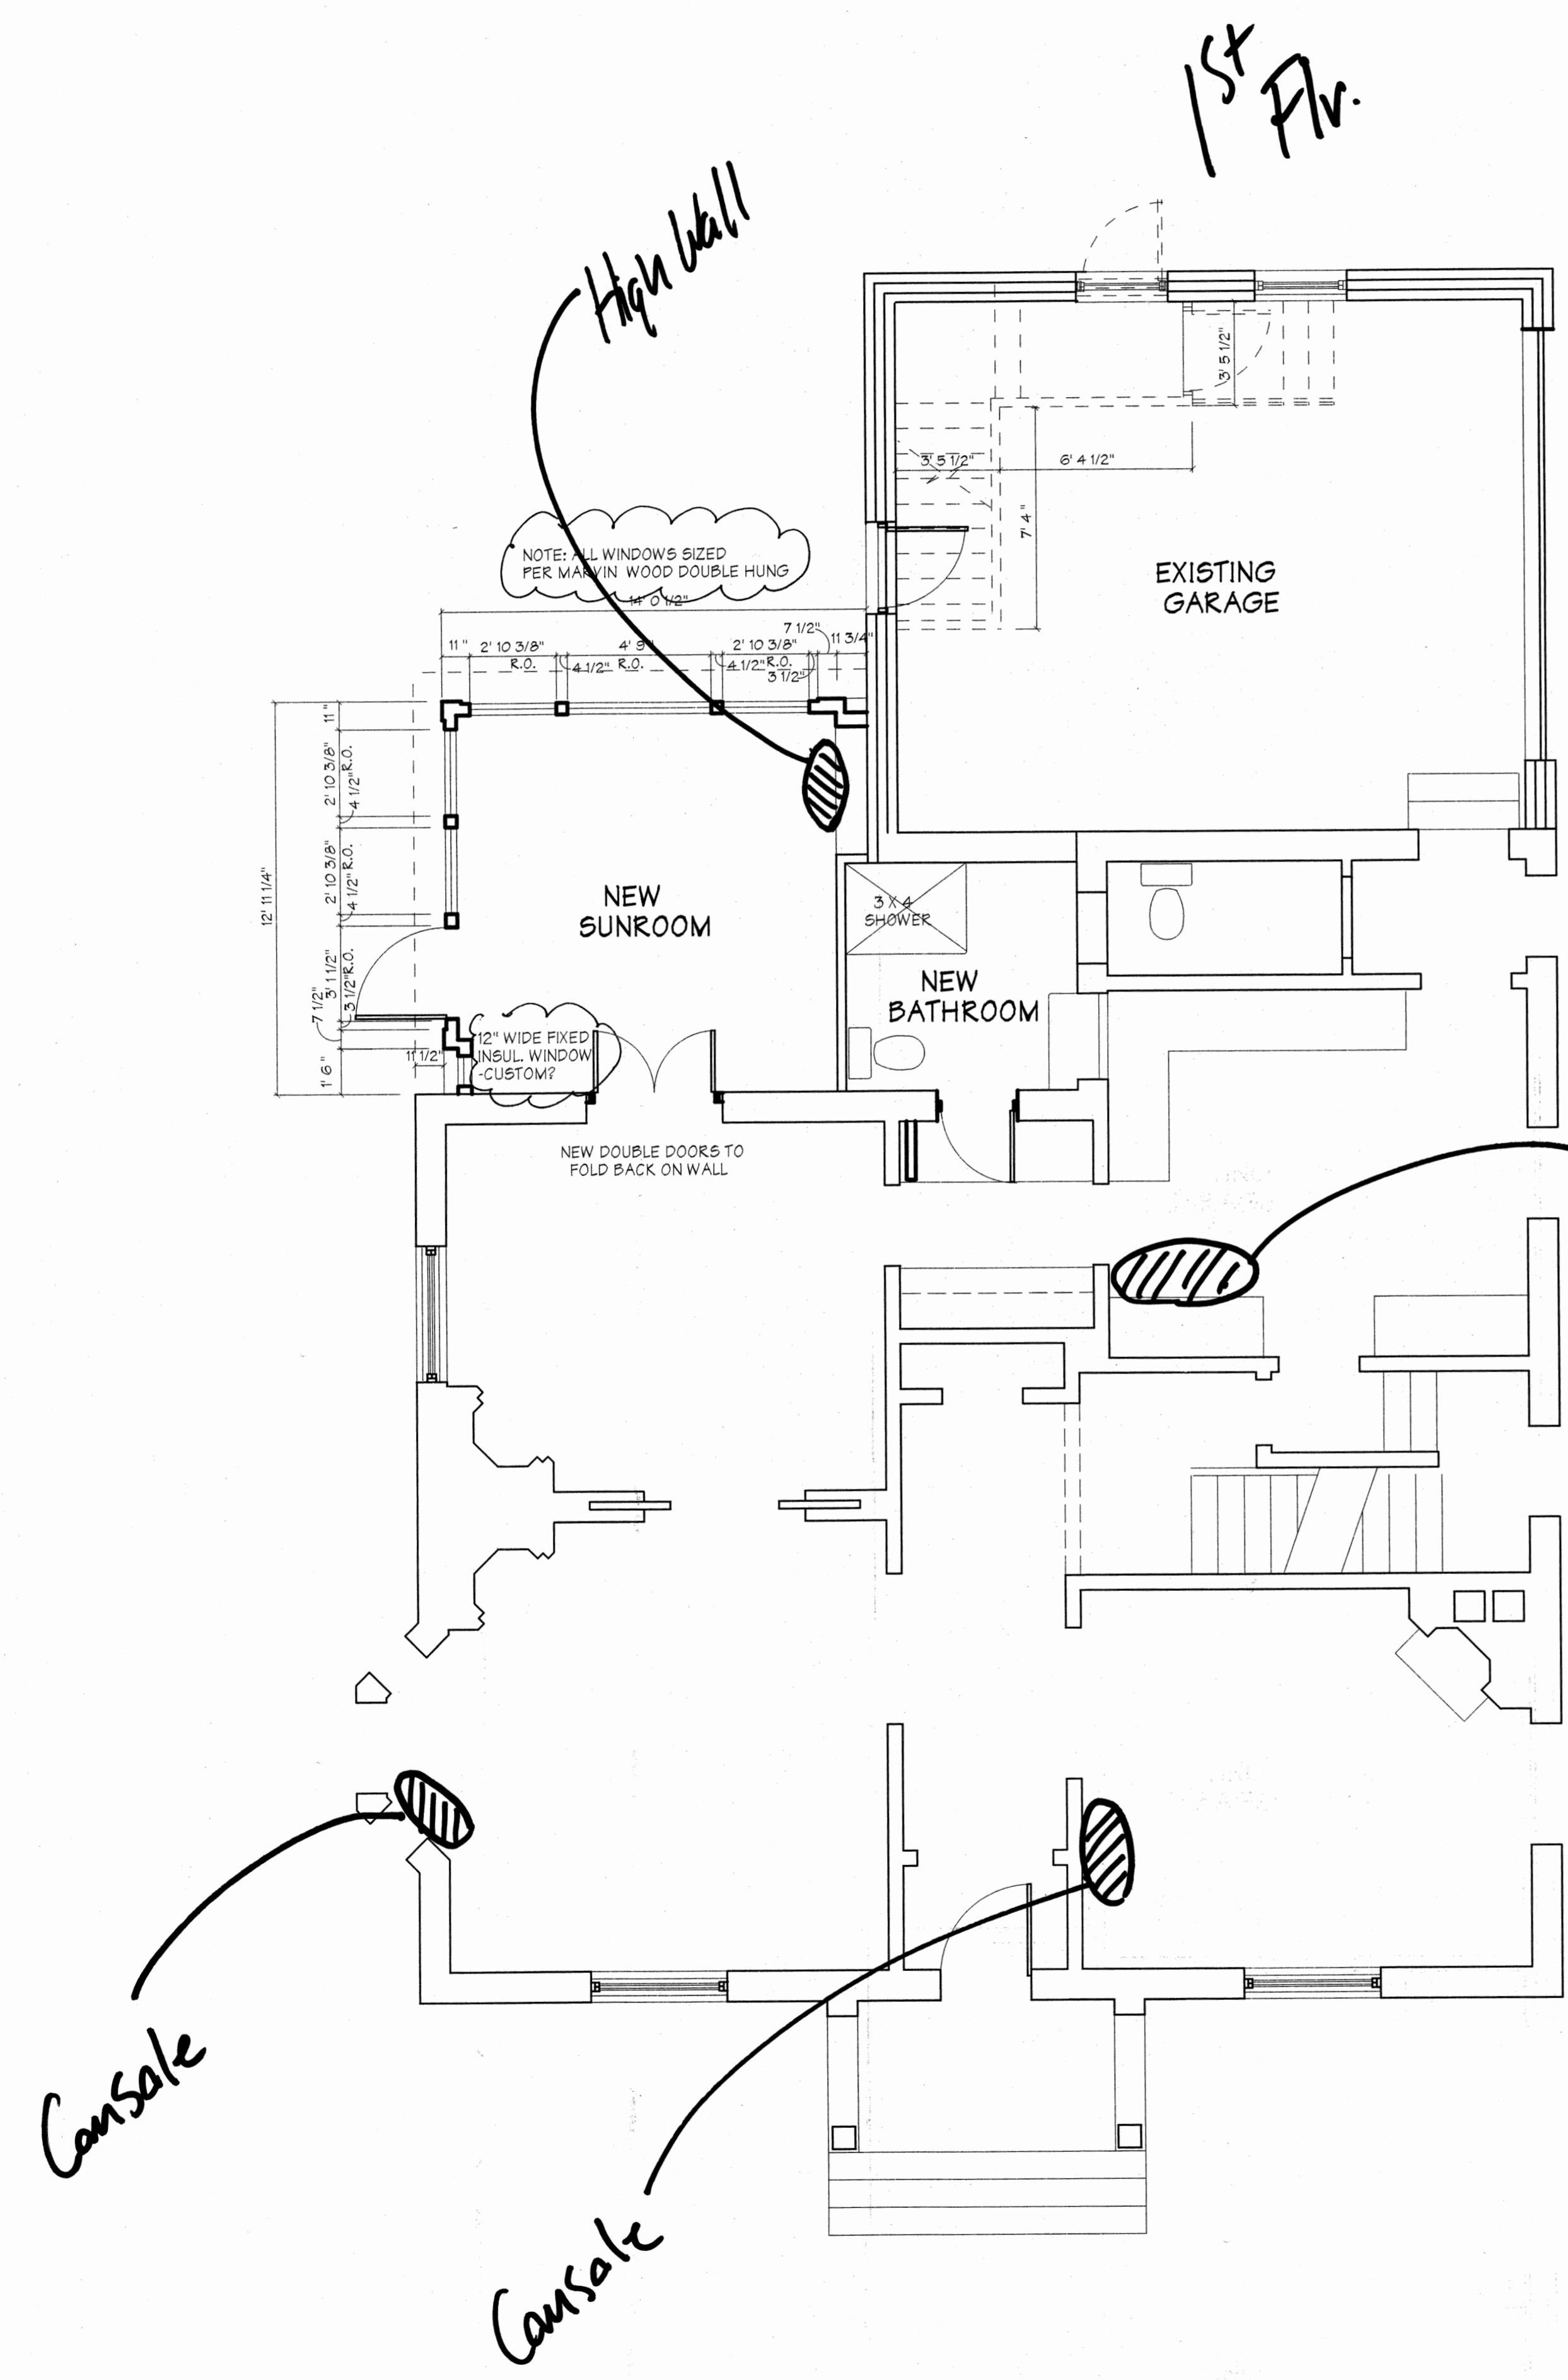 1st
Flr.
High Wall
3' 5 1/2"
3' 5 1/2"
6' 4 1/2"
7' 4"
NOTE: ALL WINDOWS SIZED
PER MARVIN WOOD DOUBLE HUNG
EXISTING
GARAGE
14' 0 1/2"
7 1/2"
11 3/4"
11" 2' 10 3/8" 4' 9" 2' 10 3/8"
R.O. 4 1/2" R.O. 4 1/2" R.O.
3 1/2"
11"
2' 10 3/8"
4 1/2" R.O.
2' 10 3/8"
4 1/2" R.O.
12' 11 1/4"
3' 1 1/2"
3 1/2" R.O.
7 1/2"
1' 6"
11 1/2"
NEW
SUNROOM
3 X 4
SHOWER
NEW
BATHROOM
12" WIDE FIXED
INSUL. WINDOW
-CUSTOM?
NEW DOUBLE DOORS TO
FOLD BACK ON WALL
Consale
Consale